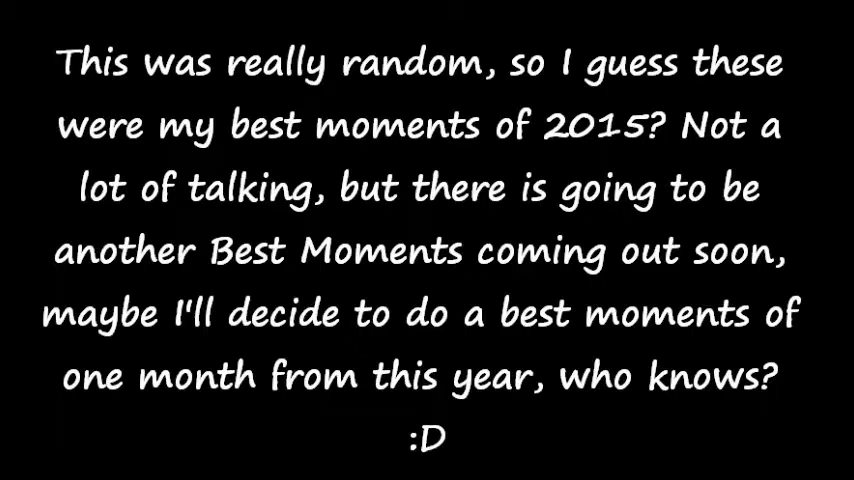 This was really random, so I guess these
were my best moments of 2015? Not a
lot of talking, but there is going to be
another Best Moments coming out soon,
maybe I'll decide to do a best moments of
one month from this year, who knows?
:D